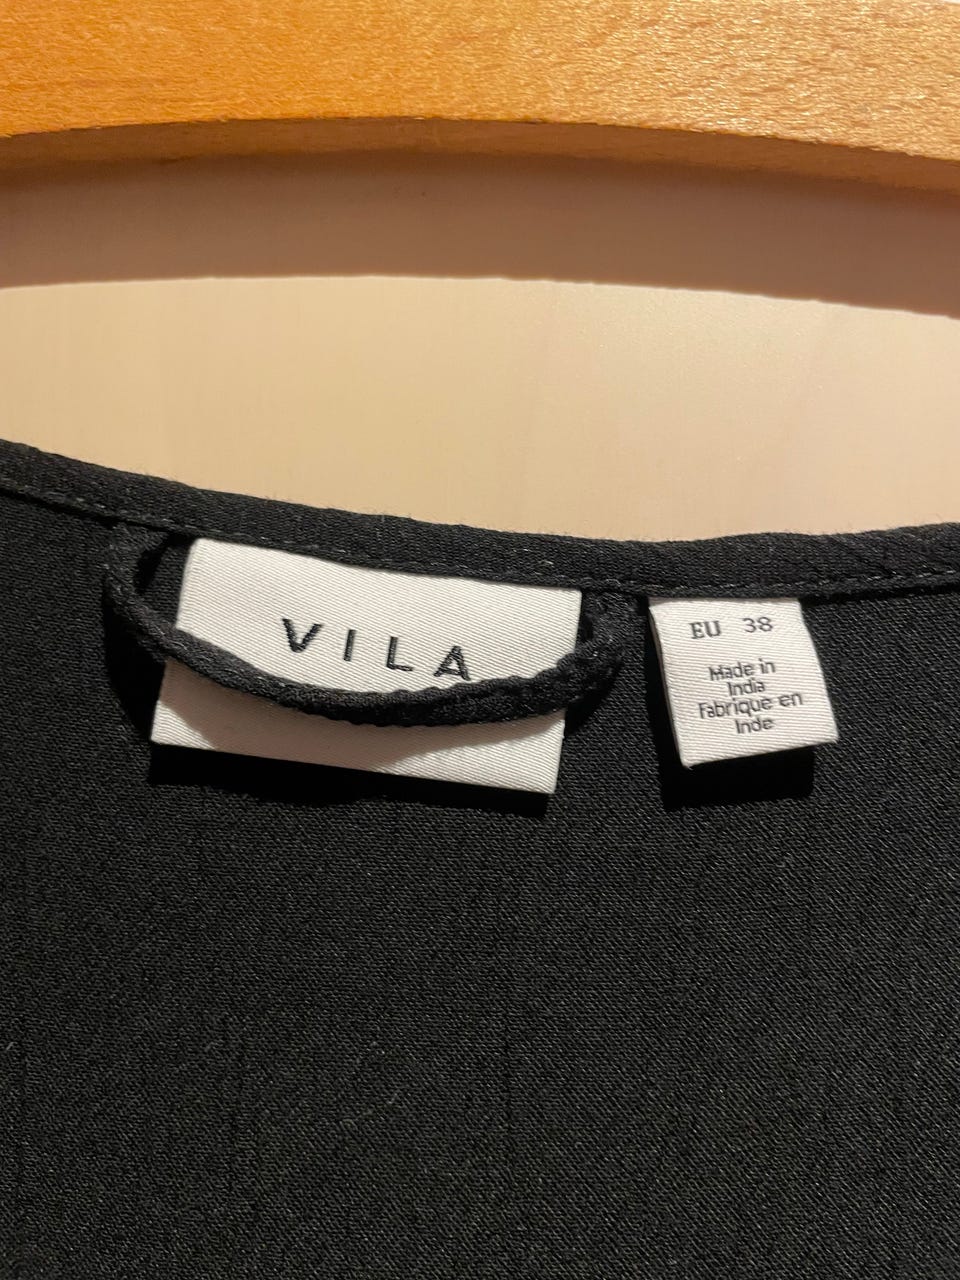 VILA
EU 38
Made in
India
Fabrique en
Inde